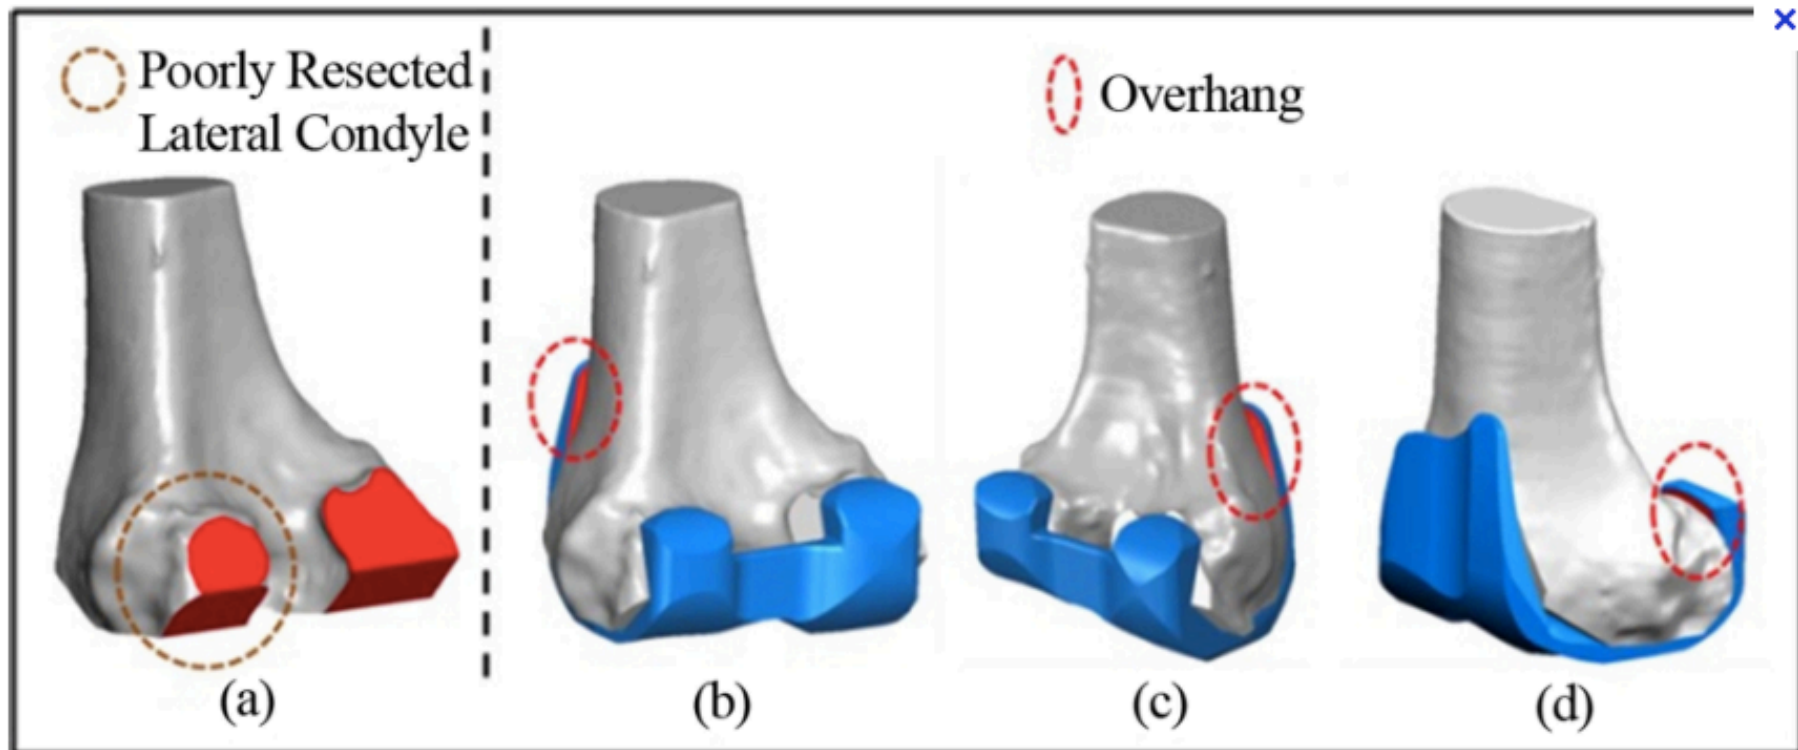 Poorly Resected
Lateral Condyle
Overhang
(a)
(b)
(c)
(d)